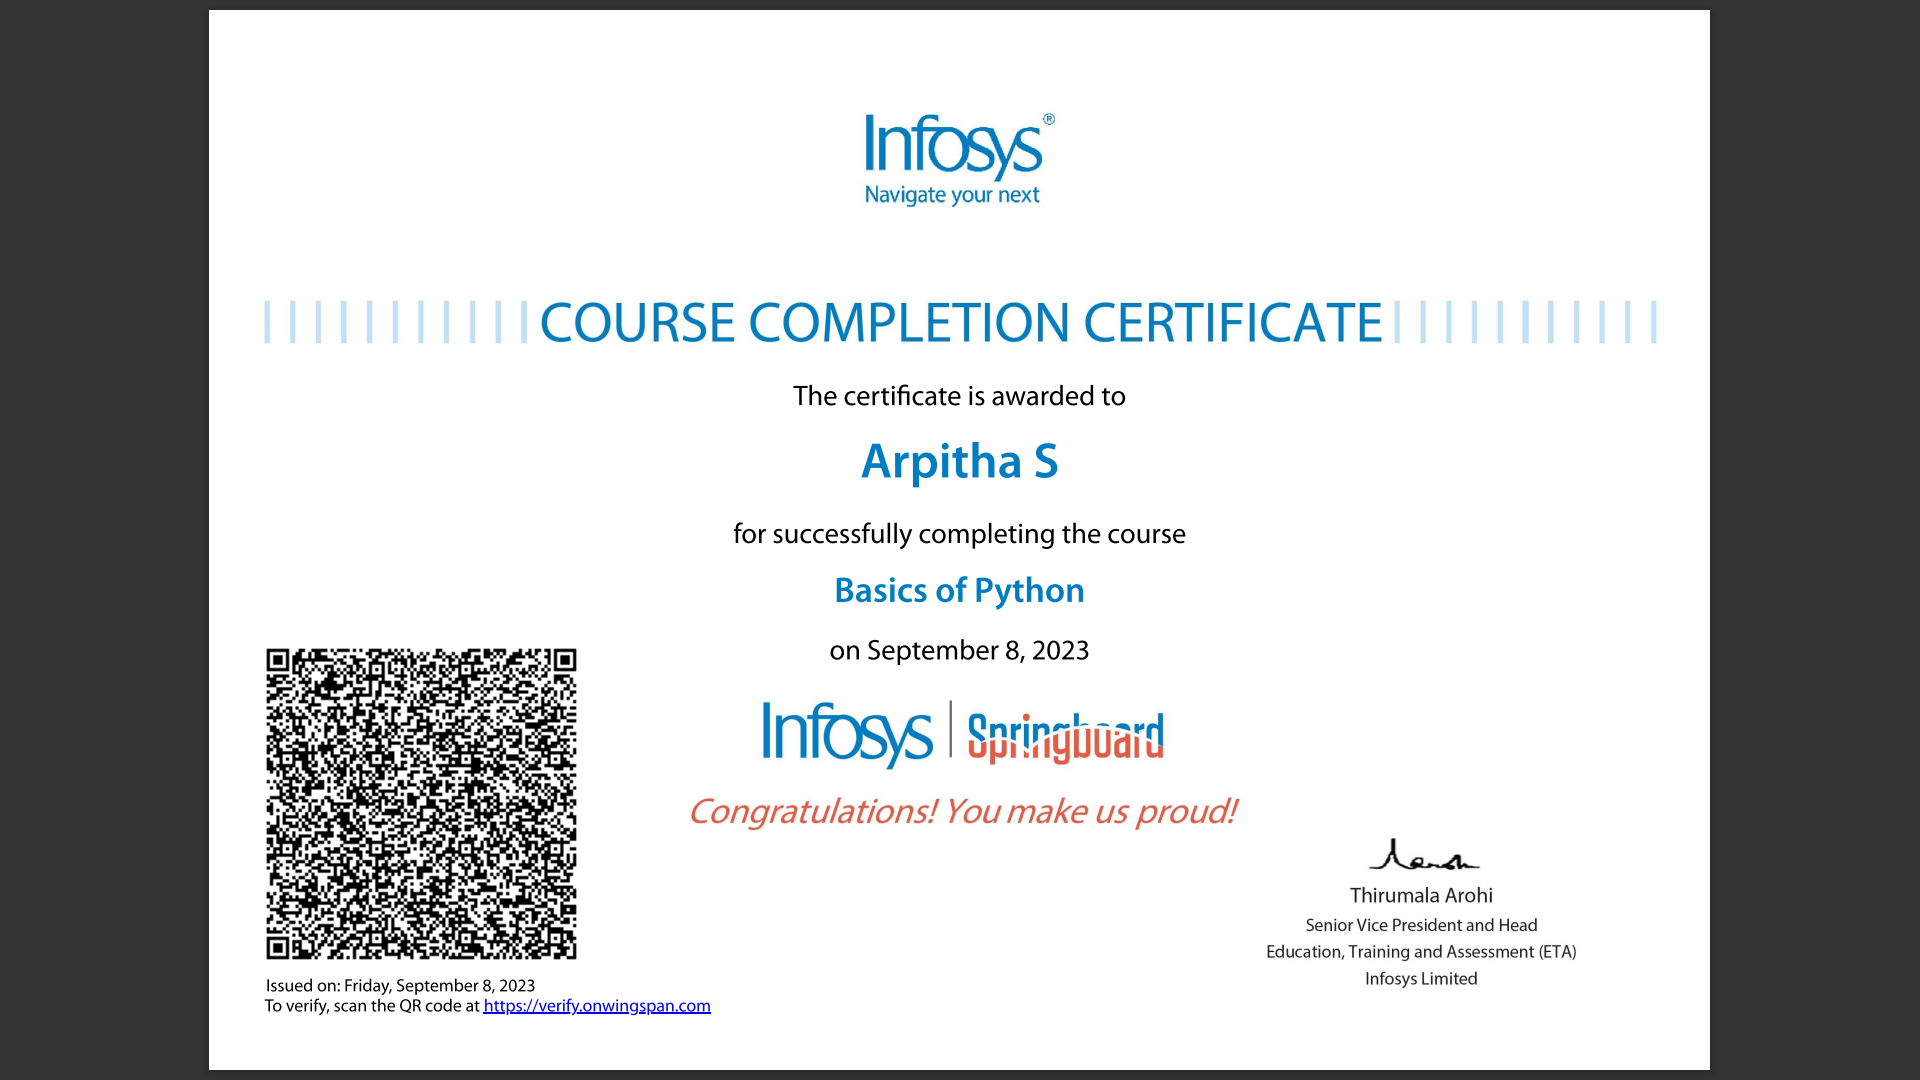 Infosys®
Navigate your next
COURSE COMPLETION CERTIFICATE
The certificate is awarded to
Arpitha S
for successfully completing the course
Basics of Python
on September 8, 2023
Infosys | Springboard
Congratulations! You make us proud!
Thirumala Arohi
Senior Vice President and Head
Education, Training and Assessment (ETA)
Infosys Limited
Issued on: Friday, September 8, 2023
To verify, scan the QR code at https://verify.onwingspan.com